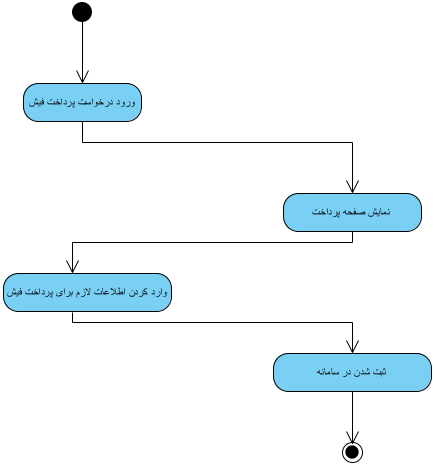 ورود درخواست پرداخت فیش
نمایش صفحه پرداخت
وارد کردن اطلاعات لازم برای پرداخت فیش
ثبت شدن در سامانه